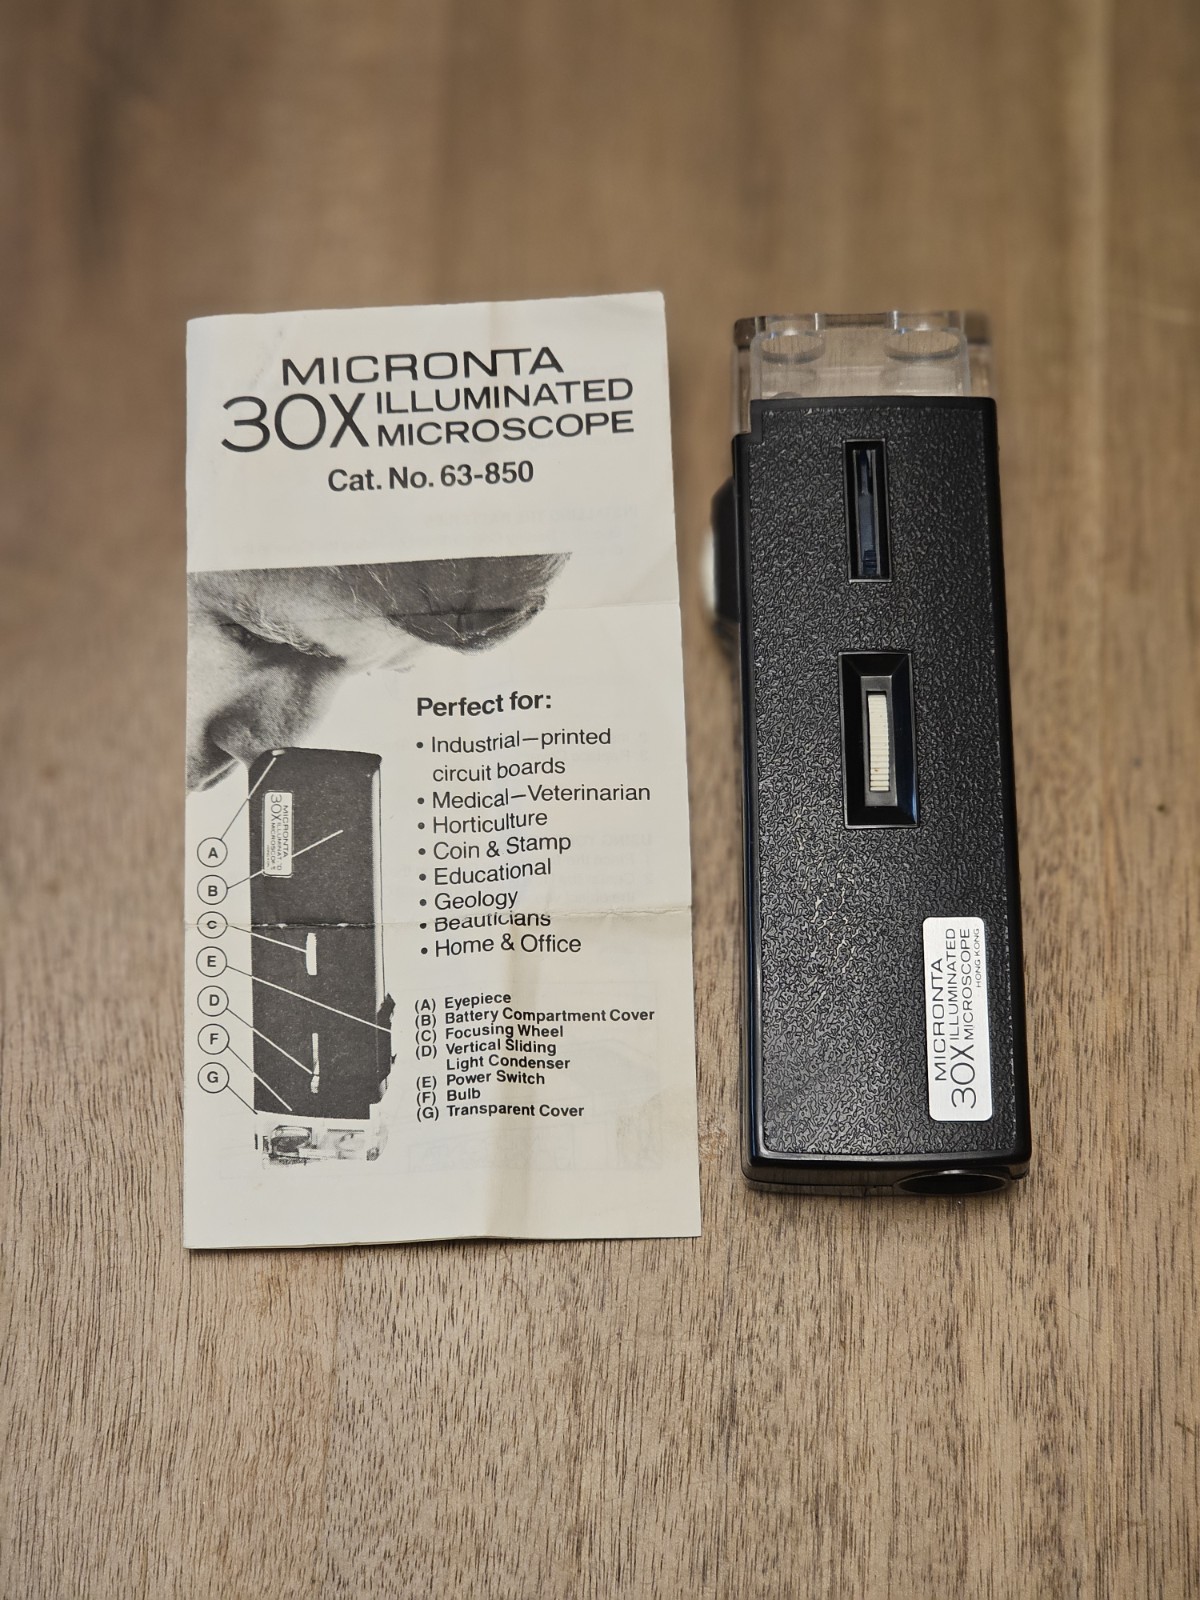 MICRONTA
30X ILLUMINATED
MICROSCOPE
Cat. No. 63-850
Perfect for:
• Industrial—printed
circuit boards
• Medical—Veterinarian
• Horticulture
• Coin & Stamp
• Educational
• Geology
• Beauticians
• Home & Office
A
B
C
E
D
F
G
(A) Eyepiece
(B) Battery Compartment Cover
(C) Focusing Wheel
(D) Vertical Sliding
Light Condenser
(E) Power Switch
(F) Bulb
(G) Transparent Cover
MICRONTA
30X
MICRONTA
30X ILLUMINATED
MICROSCOPE
HONG KONG